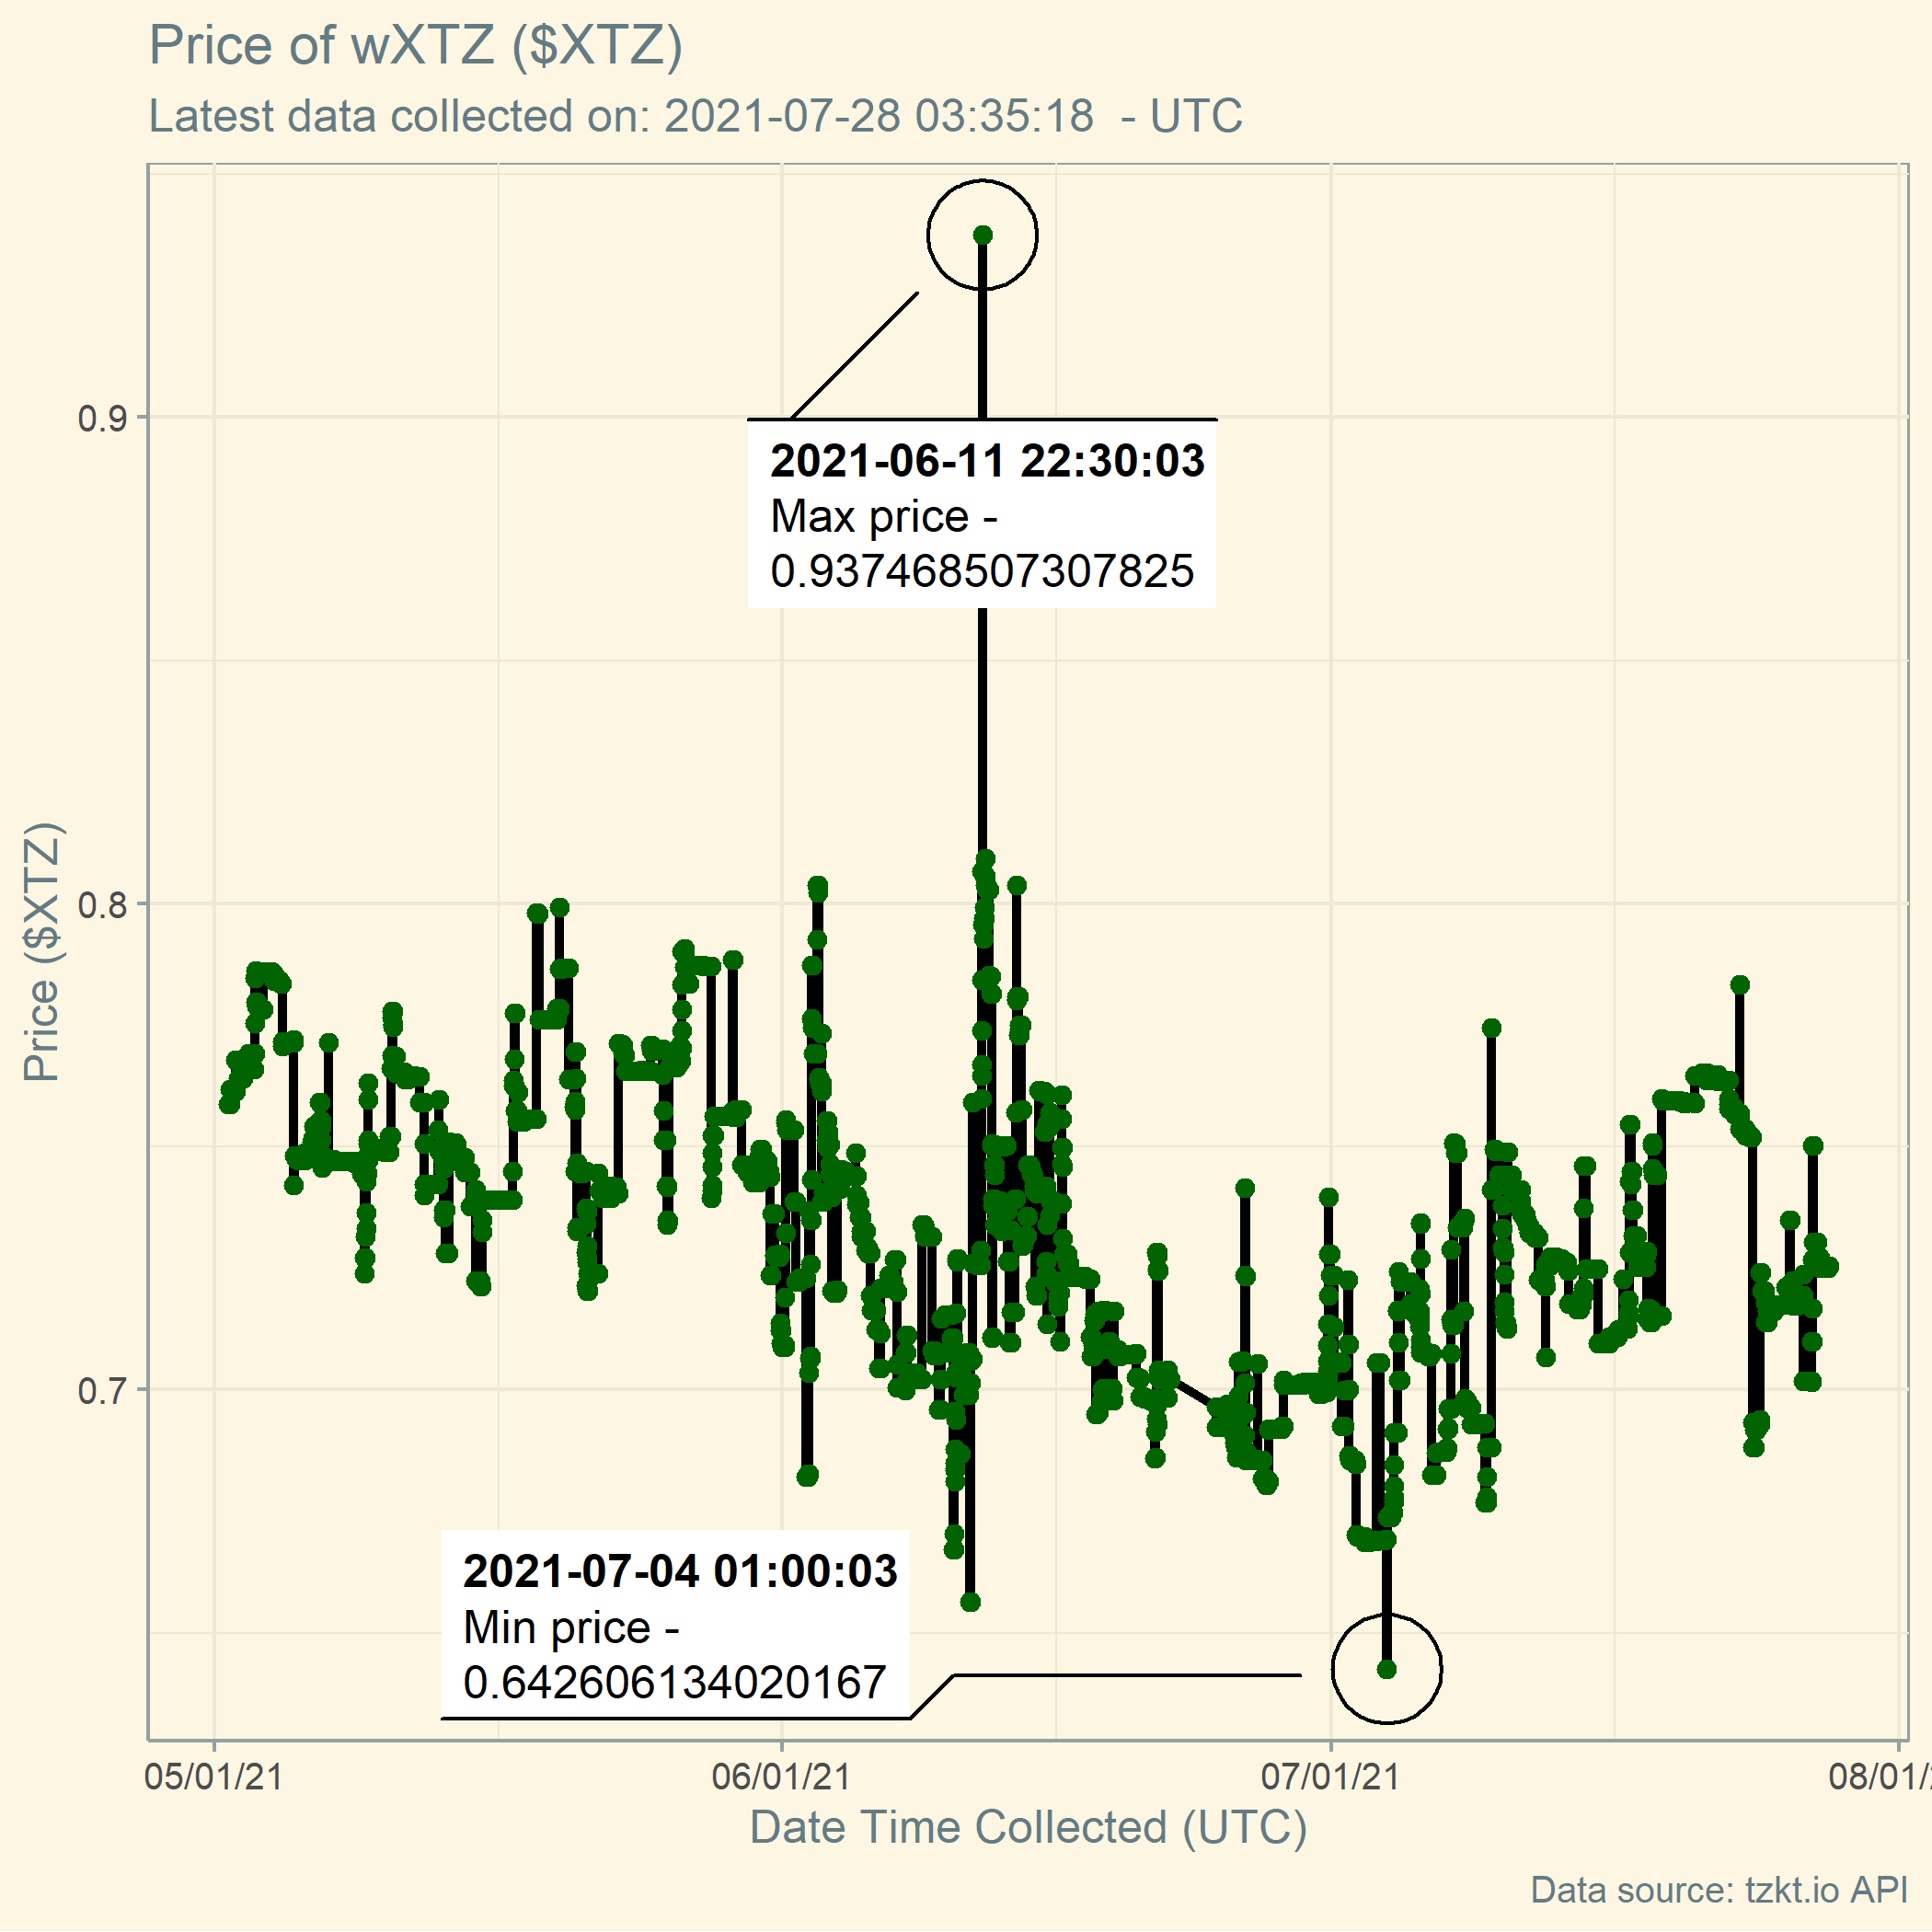 Price of wXTZ ($XTZ)
Latest data collected on: 2021-07-28 03:35:18  - UTC
2021-06-11 22:30:03
Max price -
0.937468507307825
0.9
0.8
0.7
Price ($XTZ)
2021-07-04 01:00:03
Min price -
0.642606134020167
05/01/21
06/01/21
07/01/21
08/01/
Date Time Collected (UTC)
Data source: tzkt.io API